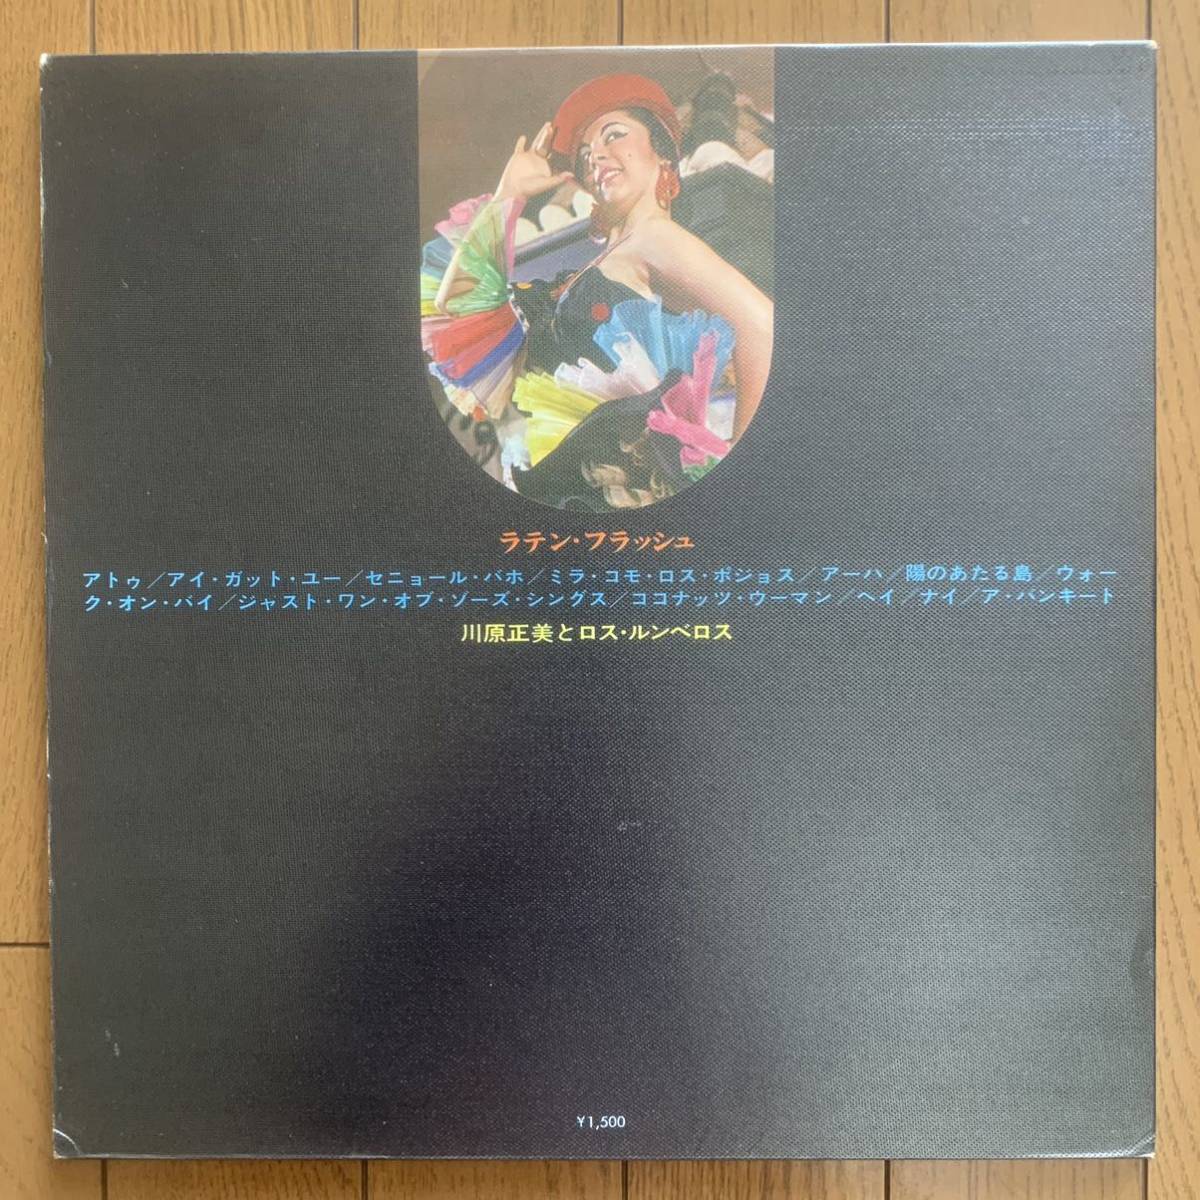 ラテン・フラッシュ
アトゥ／アイ・ガット・ユー／セニョール・バホ／ミラ・コモ・ロス・ポジョス／アーハ／陽のあたる島／ウォー
ク・オン・バイ／ジャスト・ワン・オブ・ゾーズ・シングス／ココナッツ・ウーマン／ヘイ／ナイ／ア・バンキート
川原正美とロス・ルンベロス
¥1,500